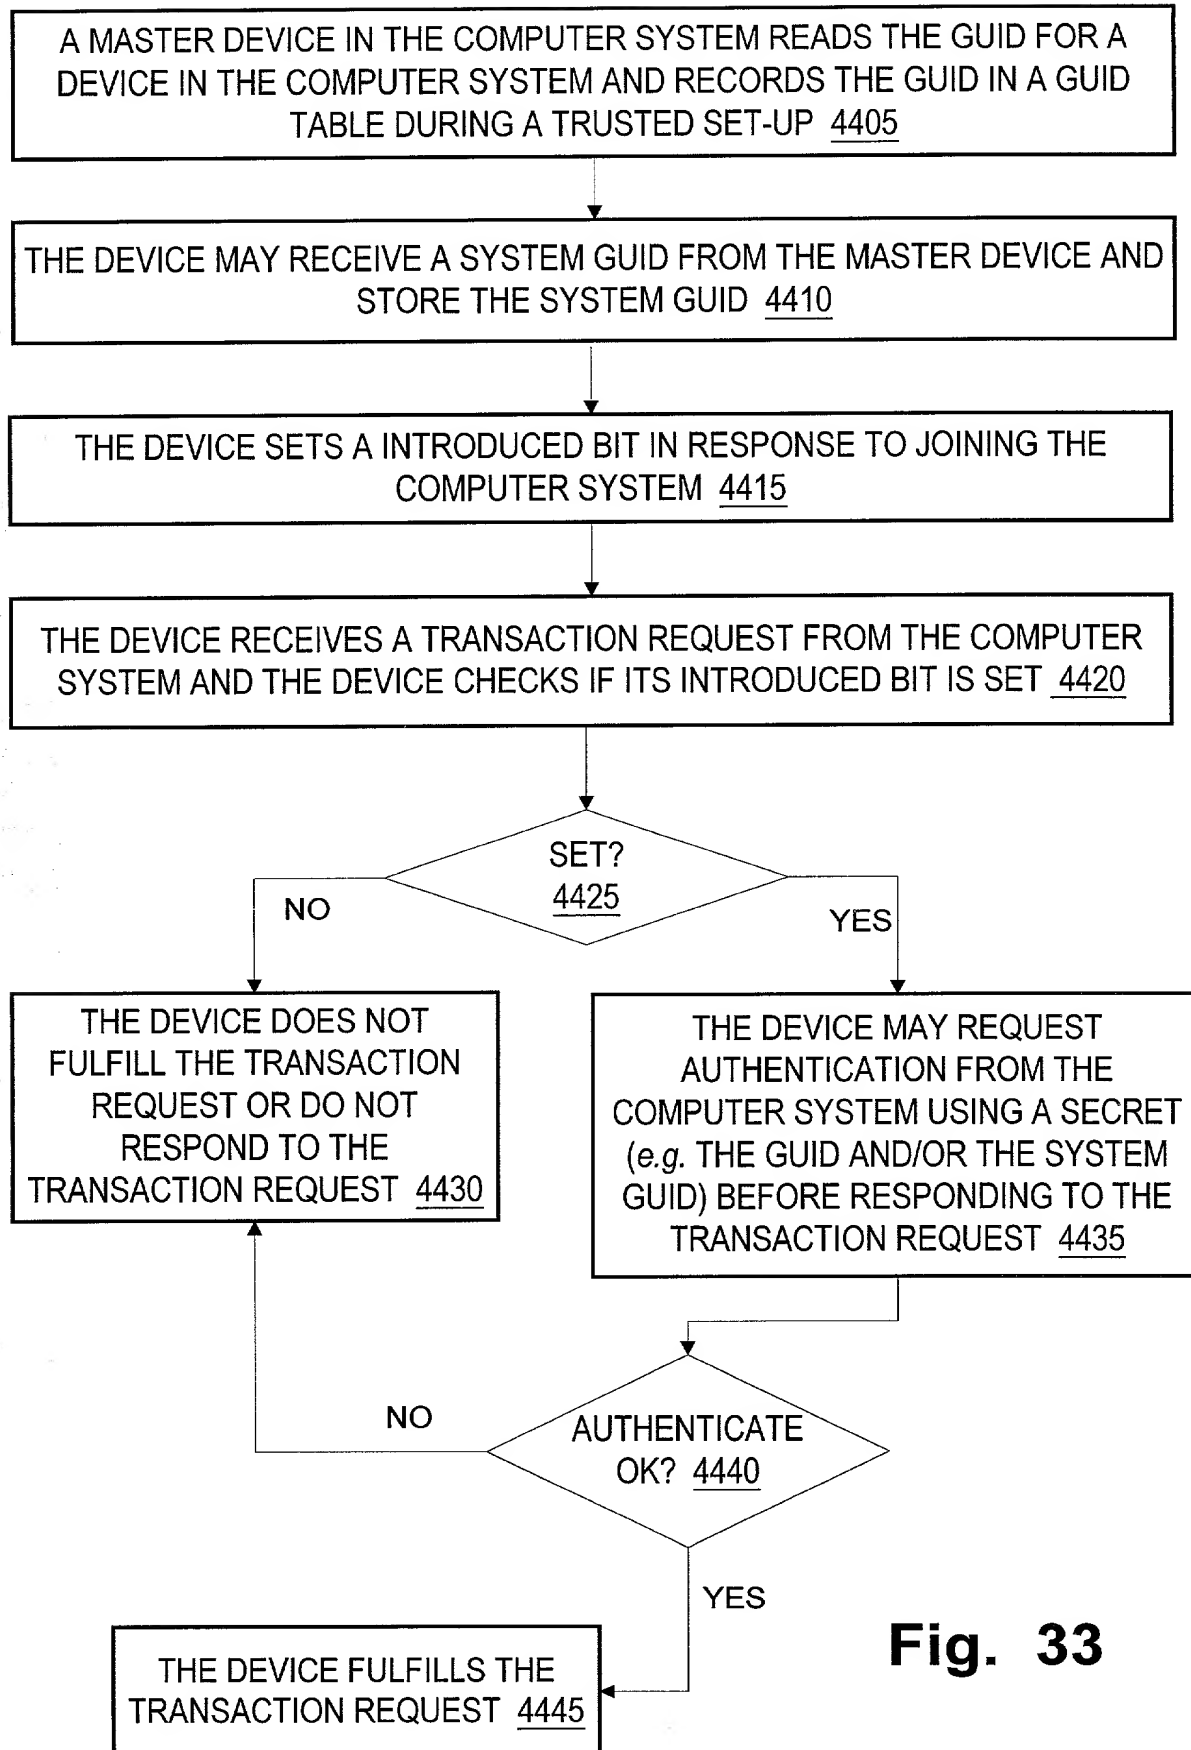 A MASTER DEVICE IN THE COMPUTER SYSTEM READS THE GUID FOR A
DEVICE IN THE COMPUTER SYSTEM AND RECORDS THE GUID IN A GUID
TABLE DURING A TRUSTED SET-UP 4405
THE DEVICE MAY RECEIVE A SYSTEM GUID FROM THE MASTER DEVICE AND
STORE THE SYSTEM GUID 4410
THE DEVICE SETS A INTRODUCED BIT IN RESPONSE TO JOINING THE
COMPUTER SYSTEM 4415
THE DEVICE RECEIVES A TRANSACTION REQUEST FROM THE COMPUTER
SYSTEM AND THE DEVICE CHECKS IF ITS INTRODUCED BIT IS SET 4420
SET?
4425
NO
YES
THE DEVICE DOES NOT
FULFILL THE TRANSACTION
REQUEST OR DO NOT
RESPOND TO THE
TRANSACTION REQUEST 4430
THE DEVICE MAY REQUEST
AUTHENTICATION FROM THE
COMPUTER SYSTEM USING A SECRET
(e.g. THE GUID AND/OR THE SYSTEM
GUID) BEFORE RESPONDING TO THE
TRANSACTION REQUEST 4435
NO
AUTHENTICATE
OK? 4440
YES
THE DEVICE FULFILLS THE
TRANSACTION REQUEST 4445
Fig. 33